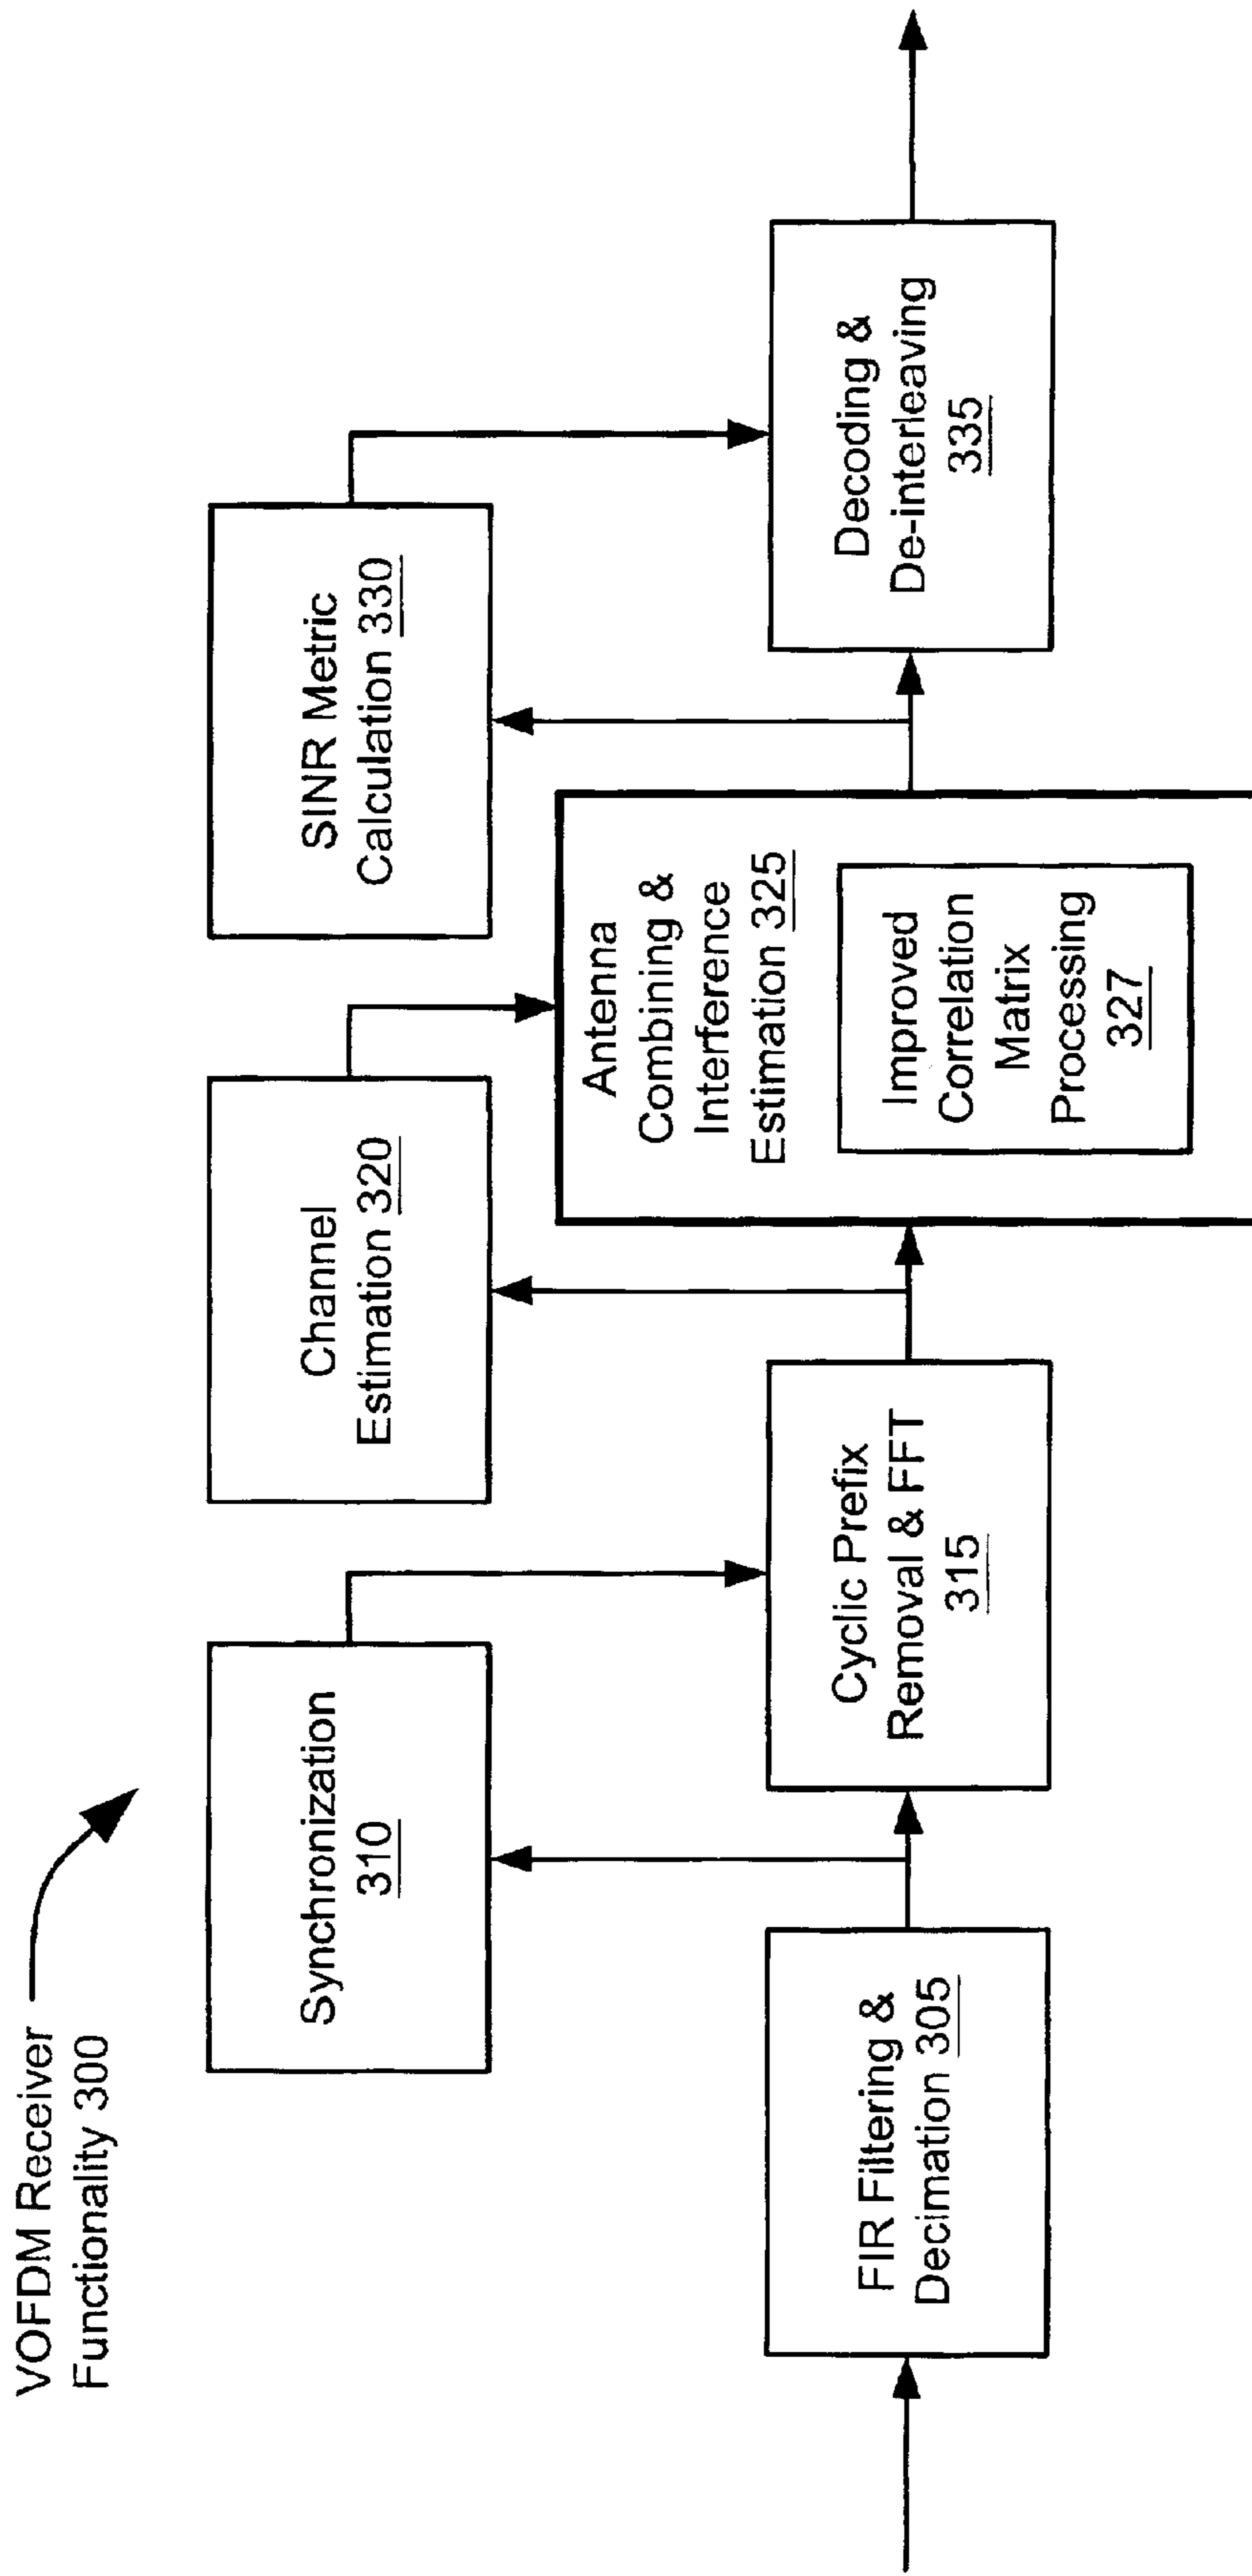 VOFDM Receiver
Functionality 300
Synchronization
310
Channel
Estimation 320
SINR Metric
Calculation 330
FIR Filtering &
Decimation 305
Cyclic Prefix
Removal & FFT
315
Antenna
Combining &
Interference
Estimation 325
Improved
Correlation
Matrix
Processing
327
Decoding &
De-interleaving
335